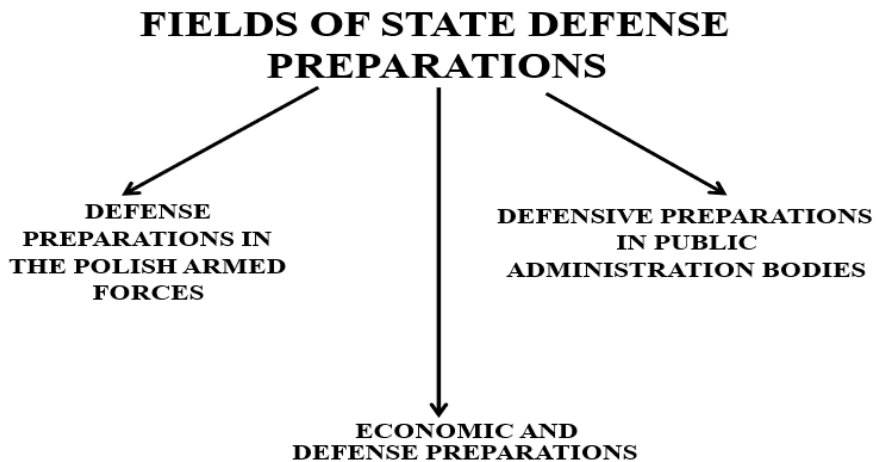 FIELDS OF STATE DEFENSE
PREPARATIONS
DEFENSE
PREPARATIONS IN
THE POLISH ARMED
FORCES
DEFENSIVE PREPARATIONS
IN PUBLIC
ADMINISTRATION BODIES
ECONOMIC AND
DEFENSE PREPARATIONS